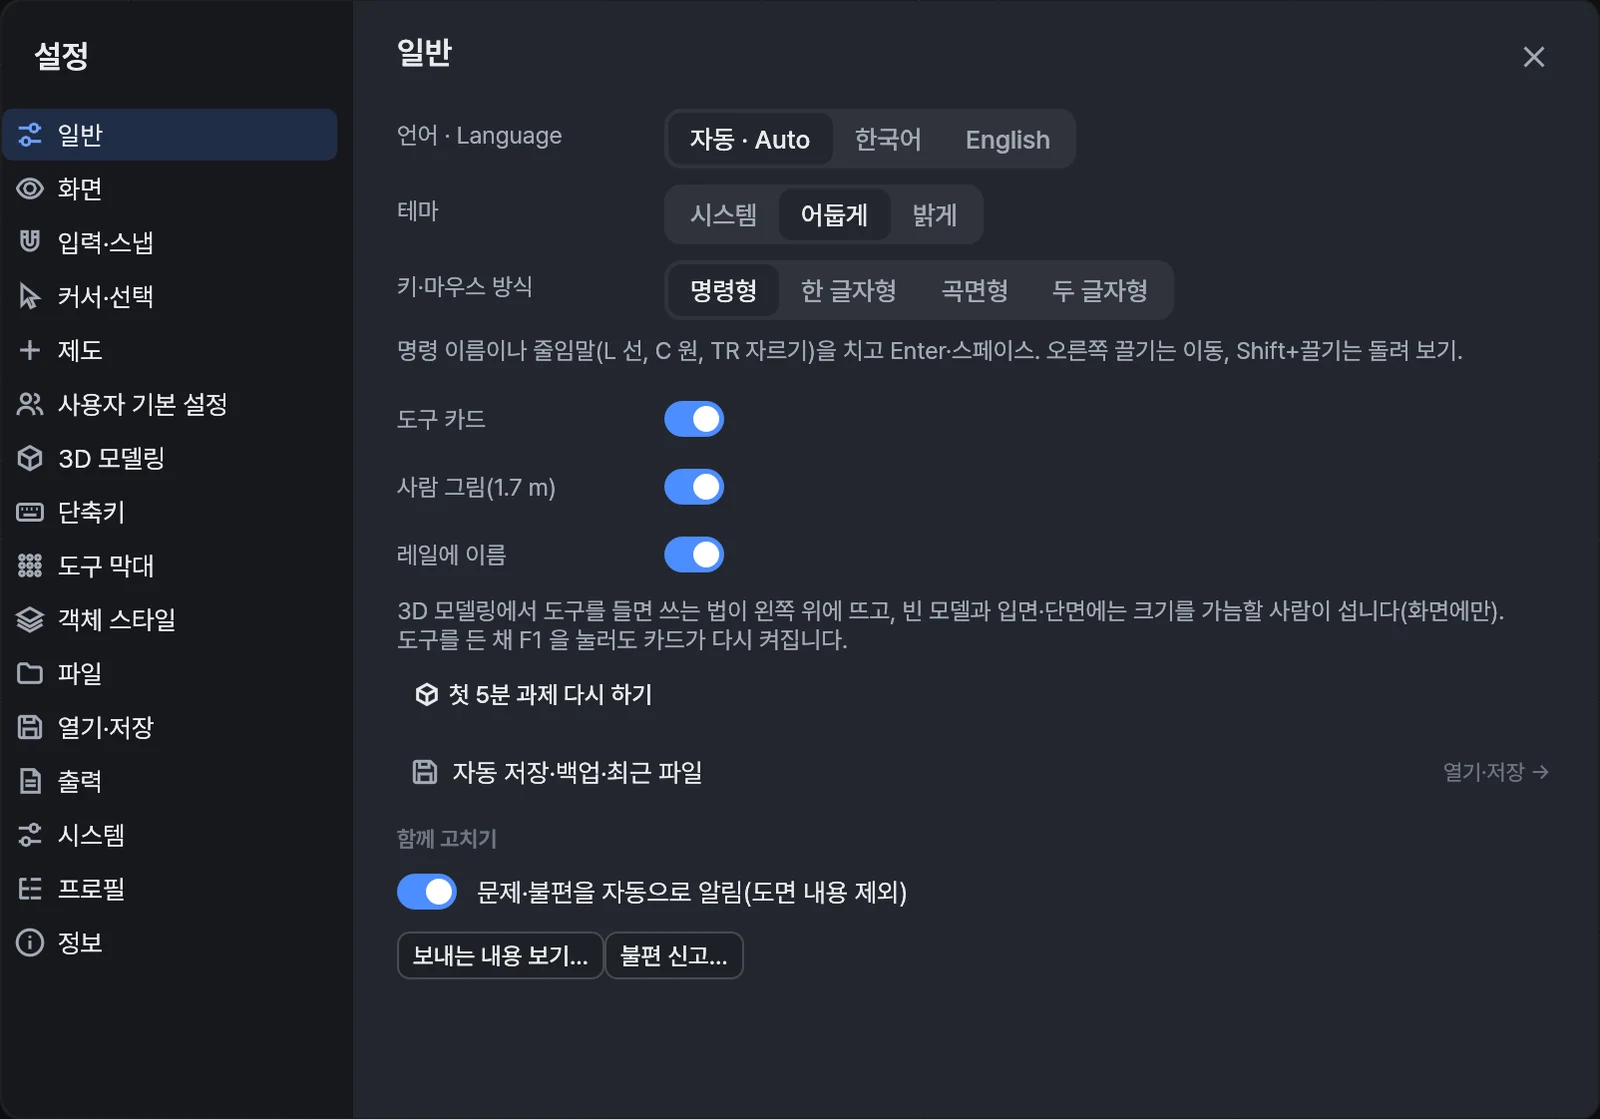 설정
일반
화면
입력·스냅
커서·선택
제도
사용자 기본 설정
3D 모델링
단축키
도구 막대
객체 스타일
파일
열기·저장
출력
시스템
프로필
정보
일반
언어 · Language
자동 · Auto 한국어 English
테마
시스템 어둡게 밝게
키·마우스 방식
명령형 한 글자형 곡면형 두 글자형
명령 이름이나 줄임말(L 선, C 원, TR 자르기)을 치고 Enter·스페이스. 오른쪽 끌기는 이동, Shift+끌기는 돌려 보기.
도구 카드
사람 그림(1.7 m)
레일에 이름
3D 모델링에서 도구를 들면 쓰는 법이 왼쪽 위에 뜨고, 빈 모델과 입면·단면에는 크기를 가늠할 사람이 섭니다(화면에만).
도구를 든 채 F1 을 눌러도 카드가 다시 켜집니다.
첫 5분 과제 다시 하기
자동 저장·백업·최근 파일 열기·저장 →
함께 고치기
문제·불편을 자동으로 알림(도면 내용 제외)
보내는 내용 보기... 불편 신고...